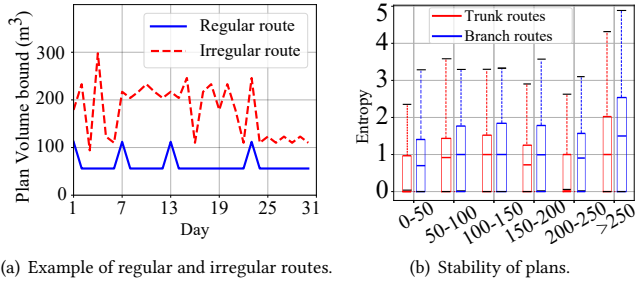 Plan Volume bound (m³)
300
200
100
0
1
7
13
19
25
31
Day
Regular route
Irregular route
(a) Example of regular and irregular routes.
Entropy
5
4
3
2
1
0
0-50
50-100
100-150
150-200
200-250
>250
Trunk routes
Branch routes
(b) Stability of plans.